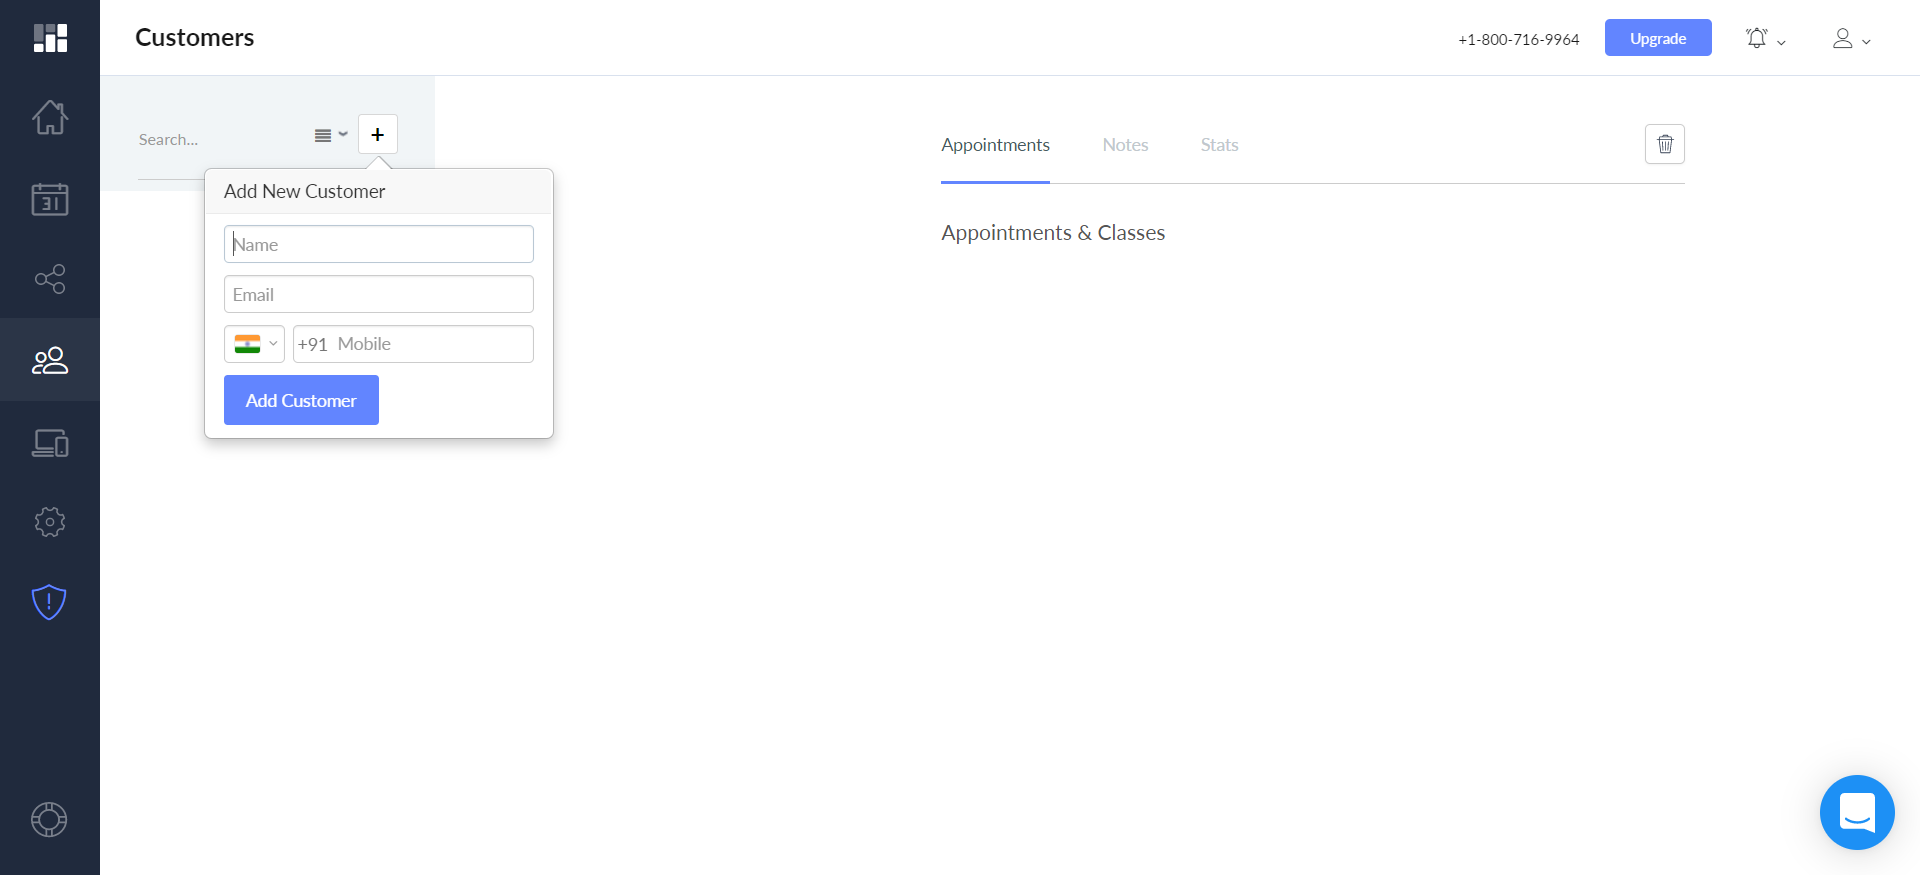 Customers
+1-800-716-9964
Upgrade
Search...
+
Add New Customer
Name
Email
+91 Mobile
Add Customer
Appointments Notes Stats
Appointments & Classes
31
!